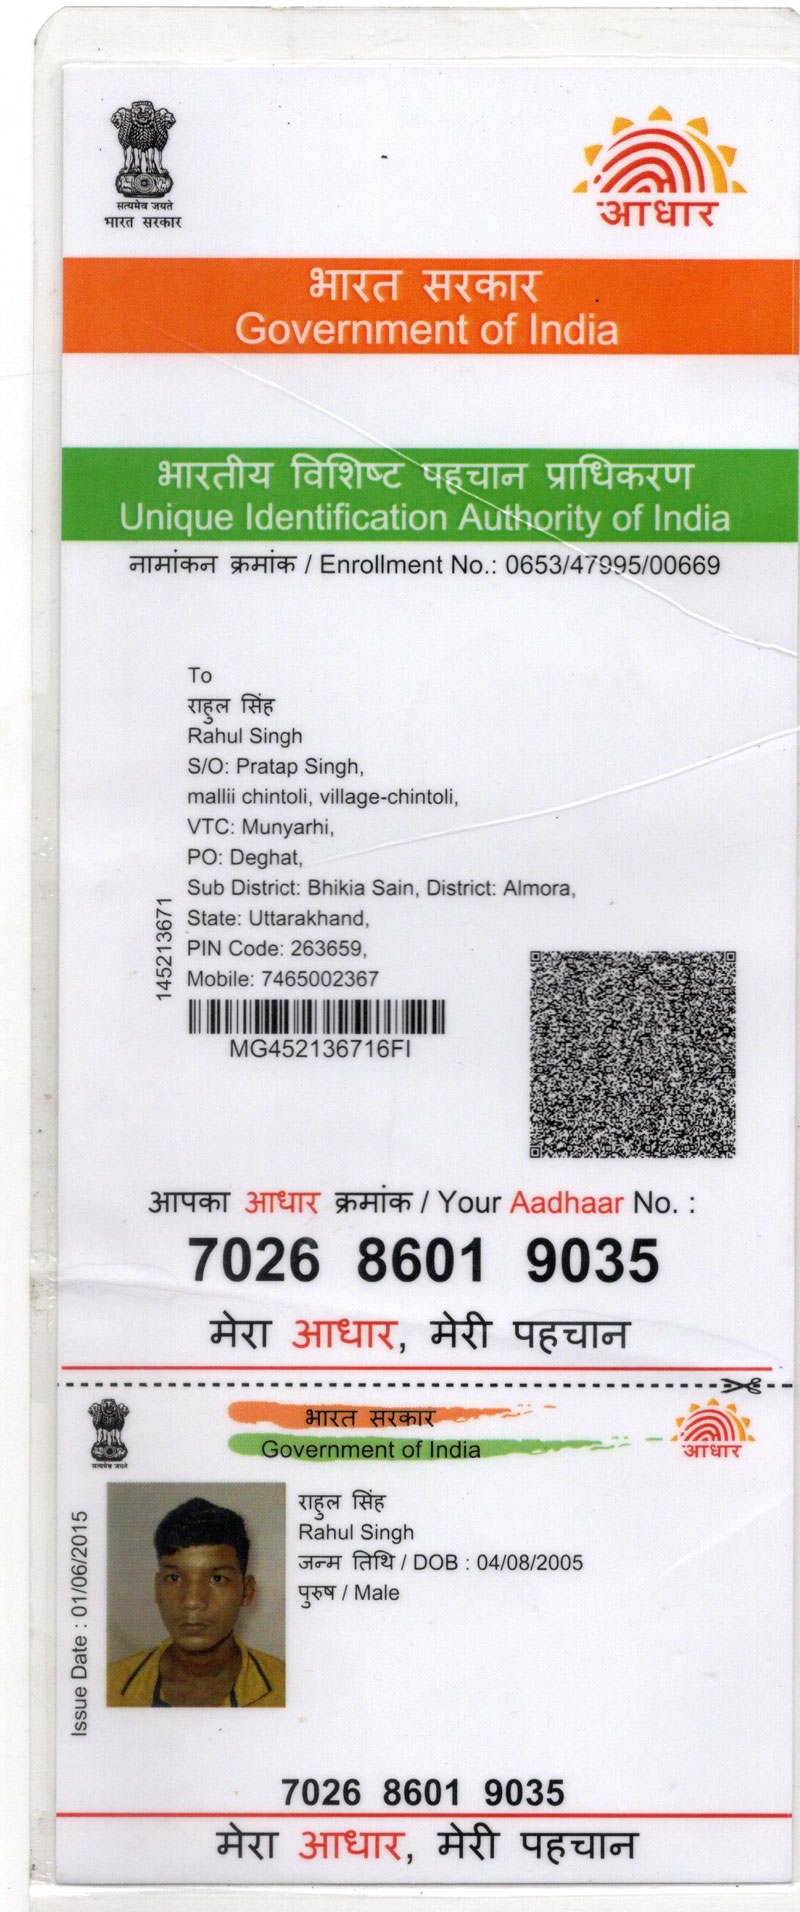 सत्यमेव जयते
भारत सरकार
आधार
भारत सरकार
Government of India
भारतीय विशिष्ट पहचान प्राधिकरण
Unique Identification Authority of India
नामांकन क्रमांक / Enrollment No.: 0653/47995/00669
To
राहुल सिंह
Rahul Singh
S/O: Pratap Singh,
mallii chintoli, village-chintoli,
VTC: Munyarhi,
PO: Deghat,
Sub District: Bhikia Sain, District: Almora,
State: Uttarakhand,
PIN Code: 263659,
Mobile: 7465002367
145213671
MG452136716FI
आपका आधार क्रमांक / Your Aadhaar No. :
7026 8601 9035
मेरा आधार, मेरी पहचान
सत्यमेव जयते
भारत सरकार
Government of India
आधार
Issue Date : 01/06/2015
राहुल सिंह
Rahul Singh
जन्म तिथि / DOB : 04/08/2005
पुरुष / Male
7026 8601 9035
मेरा आधार, मेरी पहचान